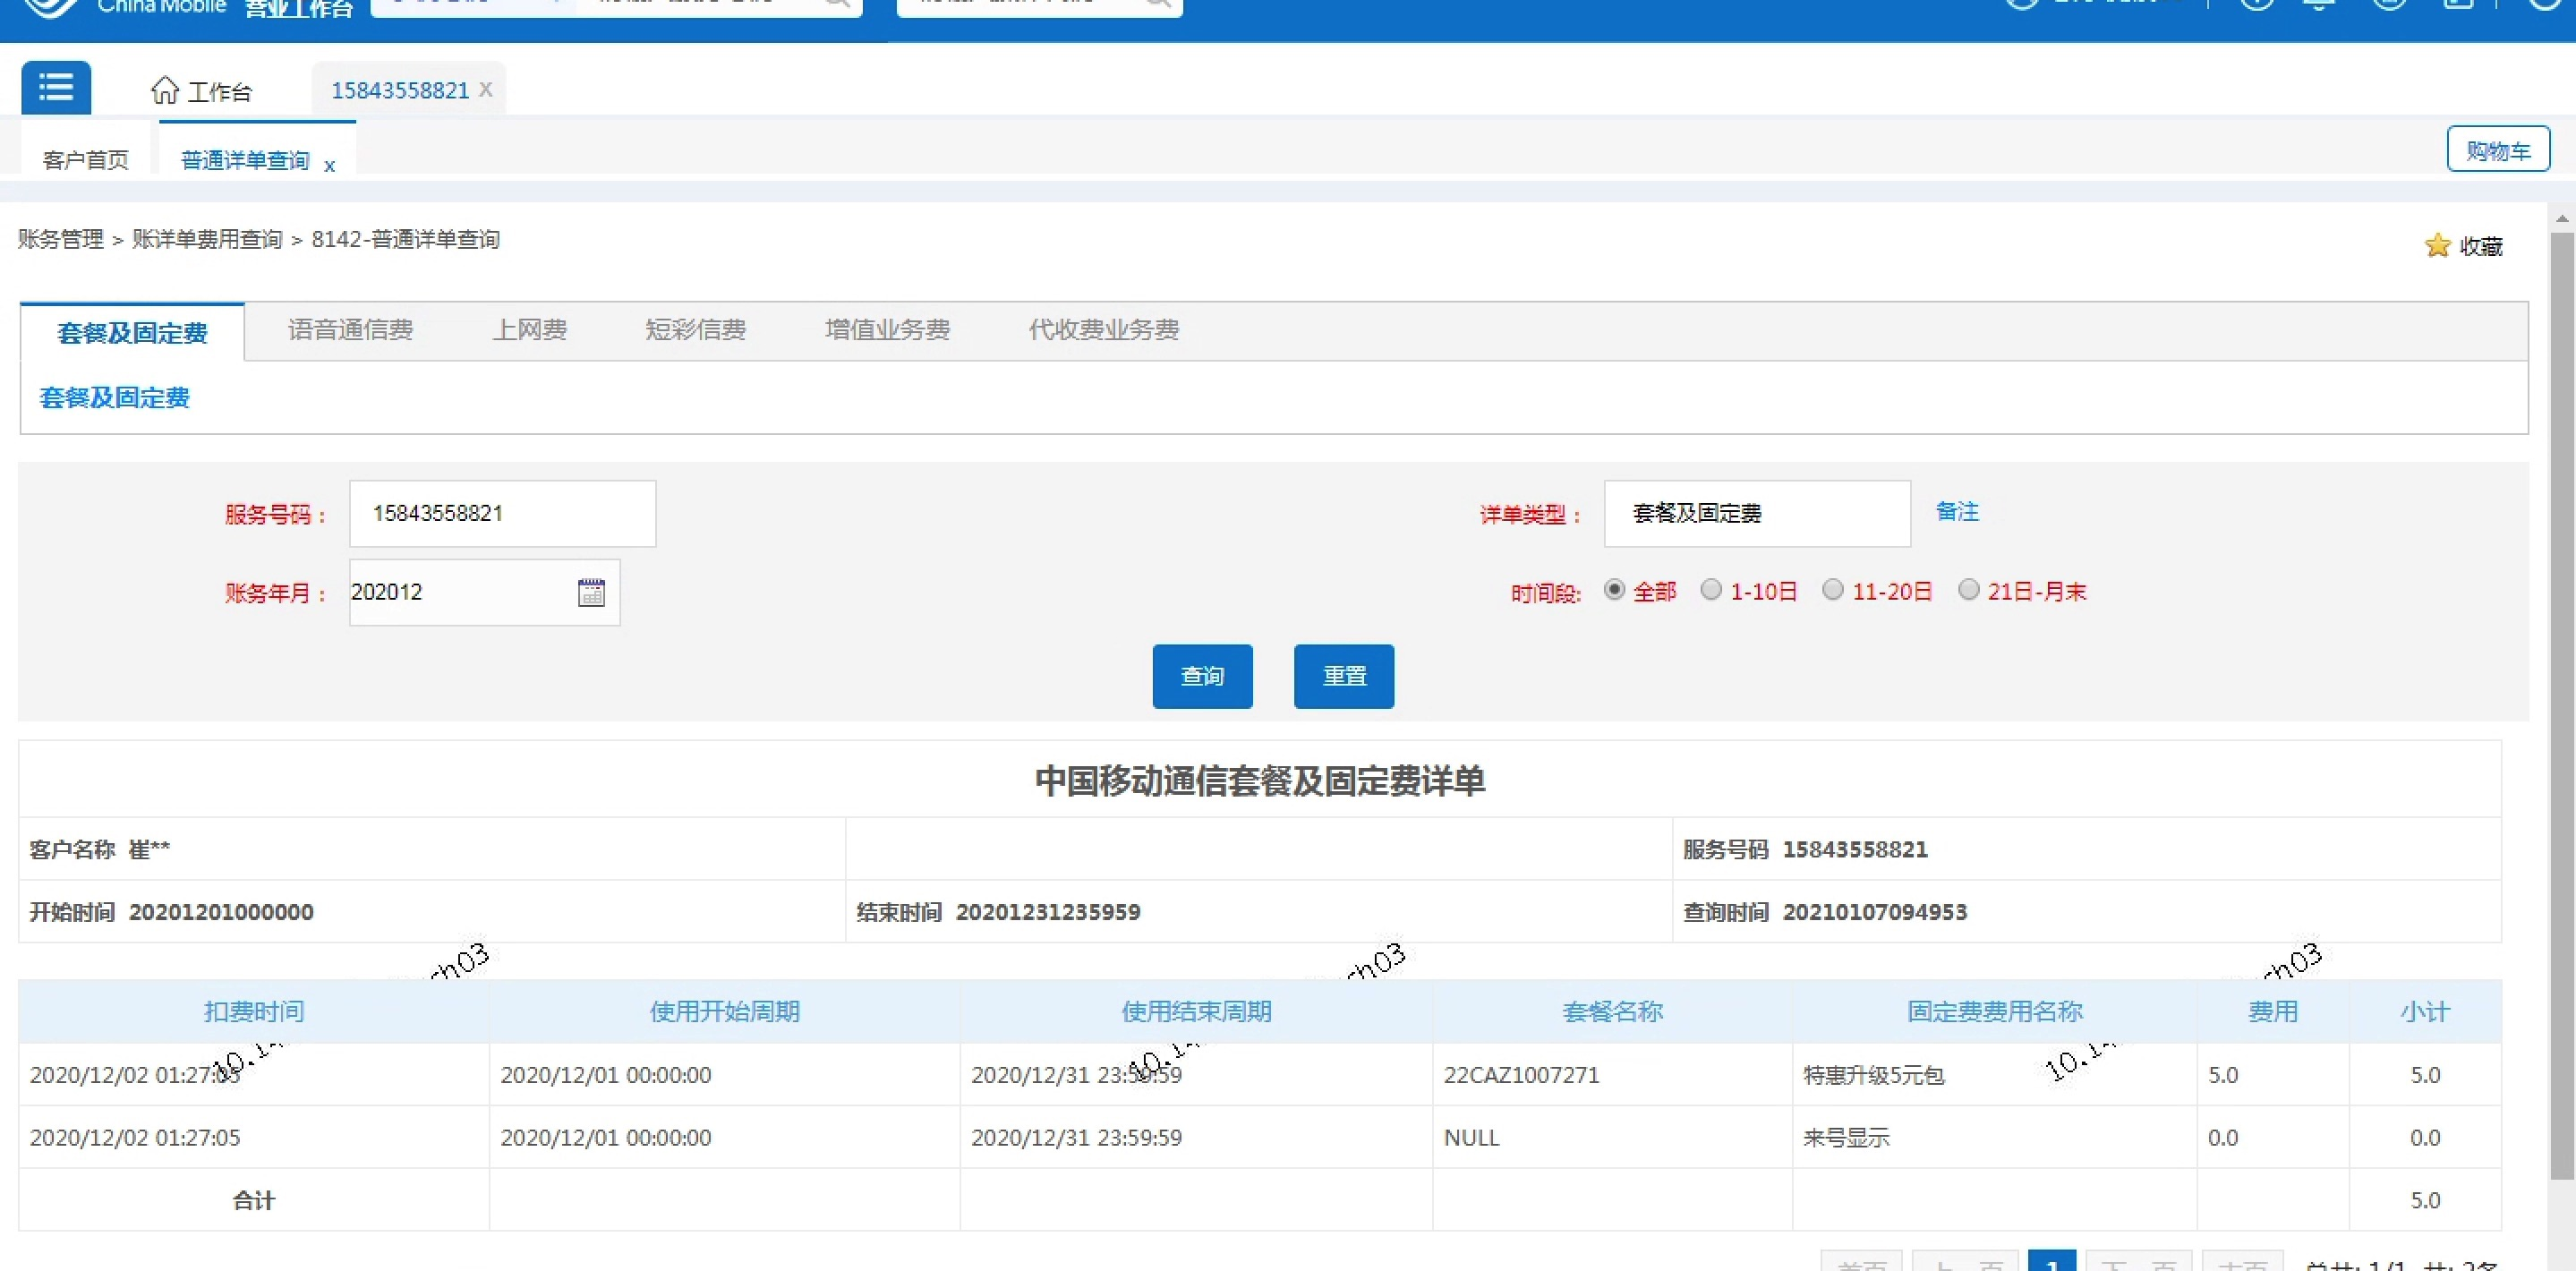 China Mobile 营业工作台
工作台 15843558821 X
客户首页 普通详单查询 x 购物车
账务管理 > 账详单费用查询 > 8142-普通详单查询 收藏
套餐及固定费 语音通信费 上网费 短彩信费 增值业务费 代收费业务费
套餐及固定费
服务号码： 15843558821 详单类型： 套餐及固定费 备注
账务年月： 202012 时间段: 全部 1-10日 11-20日 21日-月末
查询 重置
中国移动通信套餐及固定费详单
客户名称 崔** 服务号码 15843558821
开始时间 20201201000000 结束时间 20201231235959 查询时间 20210107094953
扣费时间 使用开始周期 使用结束周期 套餐名称 固定费费用名称 费用 小计
2020/12/02 01:27:05 2020/12/01 00:00:00 2020/12/31 23:59:59 22CAZ1007271 特惠升级5元包 5.0 5.0
2020/12/02 01:27:05 2020/12/01 00:00:00 2020/12/31 23:59:59 NULL 来号显示 0.0 0.0
合计 5.0
1